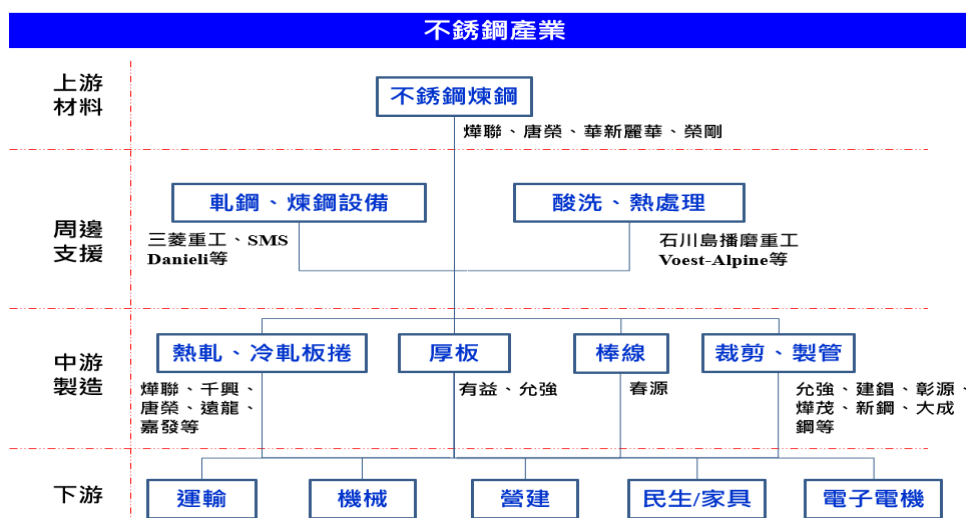 不銹鋼產業
上游
材料
不銹鋼煉鋼
燁聯、唐榮、華新麗華、榮剛
周邊
支援
軋鋼、煉鋼設備
三菱重工、SMS
Danieli等
酸洗、熱處理
石川島播磨重工
Voest-Alpine等
中游
製造
熱軋、冷軋板捲
燁聯、千興、
唐榮、遠龍、
嘉發等
厚板
有益、允強
棒線
春源
裁剪、製管
允強、建錩、彰源、
燁茂、新鋼、大成
鋼等
下游
運輸
機械
營建
民生/家具
電子電機